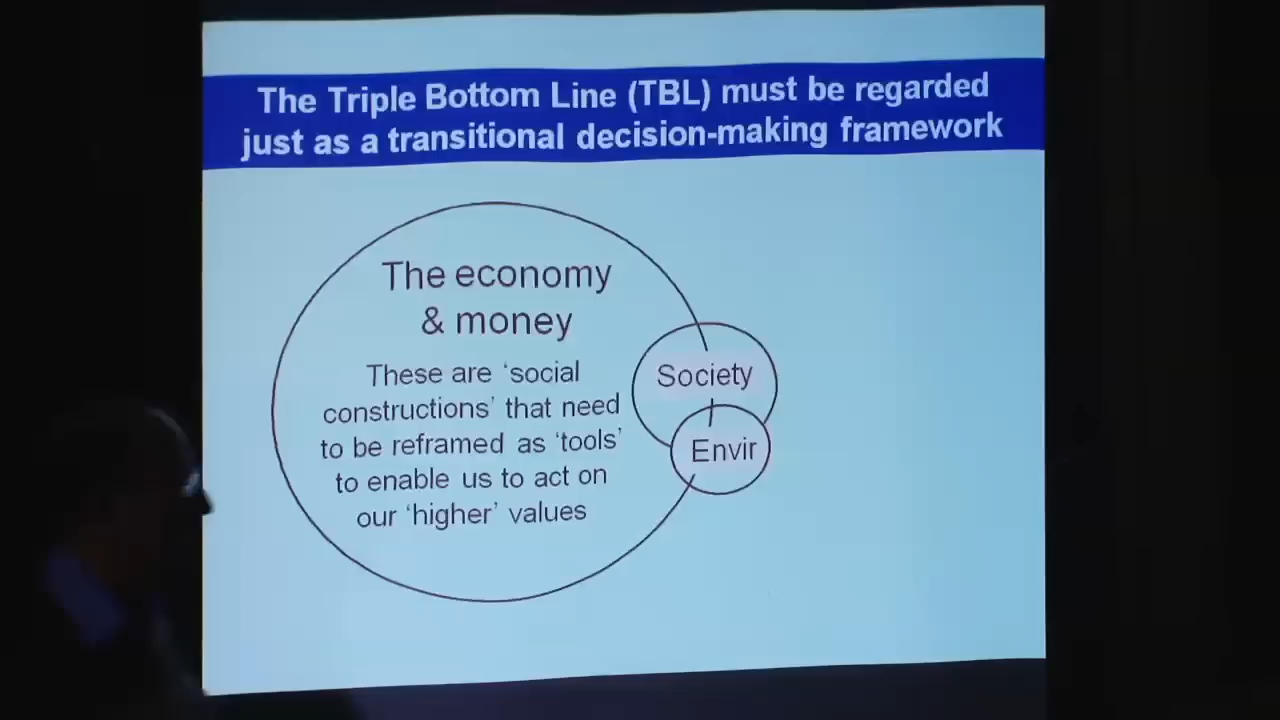 The Triple Bottom Line (TBL) must be regarded
just as a transitional decision-making framework
The economy
& money
These are ‘social
constructions’ that need
to be reframed as ‘tools’
to enable us to act on
our ‘higher’ values
Society
Envir